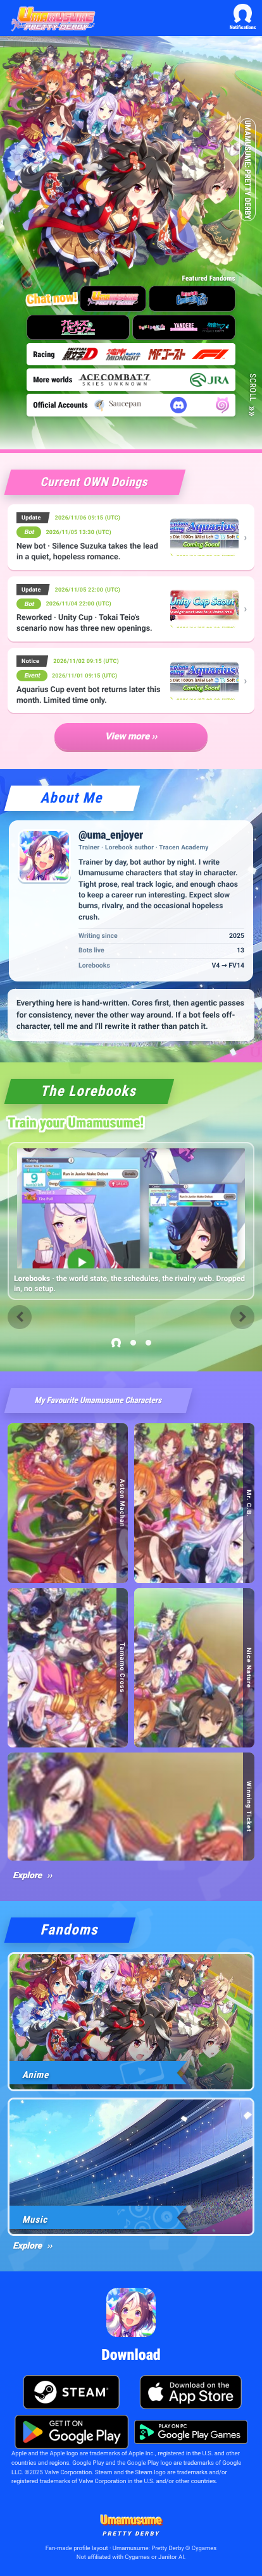 Umamusume
PRETTY DERBY
Notifications
UMAMUSUME: PRETTY DERBY
Featured Fandoms
Chat now!
Umamusume
YANDERE
Racing
MFゴースト
F1
More worlds
ACE COMBAT 7
SKIES UNKNOWN
JRA
Official Accounts
Saucepan
SCROLL »
Current OWN Doings
Update
2026/11/06 09:15 (UTC)
Bot
2026/11/05 13:30 (UTC)
New bot · Silence Suzuka takes the lead
in a quiet, hopeless romance.
Aquarius
Coming Soon!
Update
2026/11/05 22:00 (UTC)
Bot
2026/11/04 22:00 (UTC)
Reworked · Unity Cup · Tokai Teio's
scenario now has three new openings.
Unity Cup Scout
Coming Soon!
Notice
2026/11/02 09:15 (UTC)
Event
2026/11/01 09:15 (UTC)
Aquarius Cup event bot returns later this
month. Limited time only.
Aquarius
Coming Soon!
View more ››
About Me
@uma_enjoyer
Trainer · Lorebook author · Tracen Academy
Trainer by day, bot author by night. I write
Umamusume characters that stay in character.
Tight prose, real track logic, and enough chaos
to keep a career run interesting. Expect slow
burns, rivalry, and the occasional hopeless
crush.
Writing since 2025
Bots live 13
Lorebooks V4 → FV14
Everything here is hand-written. Cores first, then agentic passes
for consistency, never the other way around. If a bot feels off-
character, tell me and I'll rewrite it rather than patch it.
The Lorebooks
Train your Umamusume!
Lorebooks · the world state, the schedules, the rivalry web. Dropped
in, no setup.
My Favourite Umamusume Characters
Aston Machan
Mr. C.B.
Tamamo Cross
Nice Nature
Winning Ticket
Explore ››
Fandoms
Anime
Music
Explore ››
Download
STEAM
Download on the
App Store
GET IT ON
Google Play
PLAY ON PC
Google Play Games
Apple and the Apple logo are trademarks of Apple Inc., registered in the U.S. and other
countries and regions. Google Play and the Google Play logo are trademarks of Google
LLC. ©2025 Valve Corporation. Steam and the Steam logo are trademarks and/or
registered trademarks of Valve Corporation in the U.S. and/or other countries.
Umamusume
PRETTY DERBY
Fan-made profile layout · Umamusume: Pretty Derby © Cygames
Not affiliated with Cygames or Janitor AI.